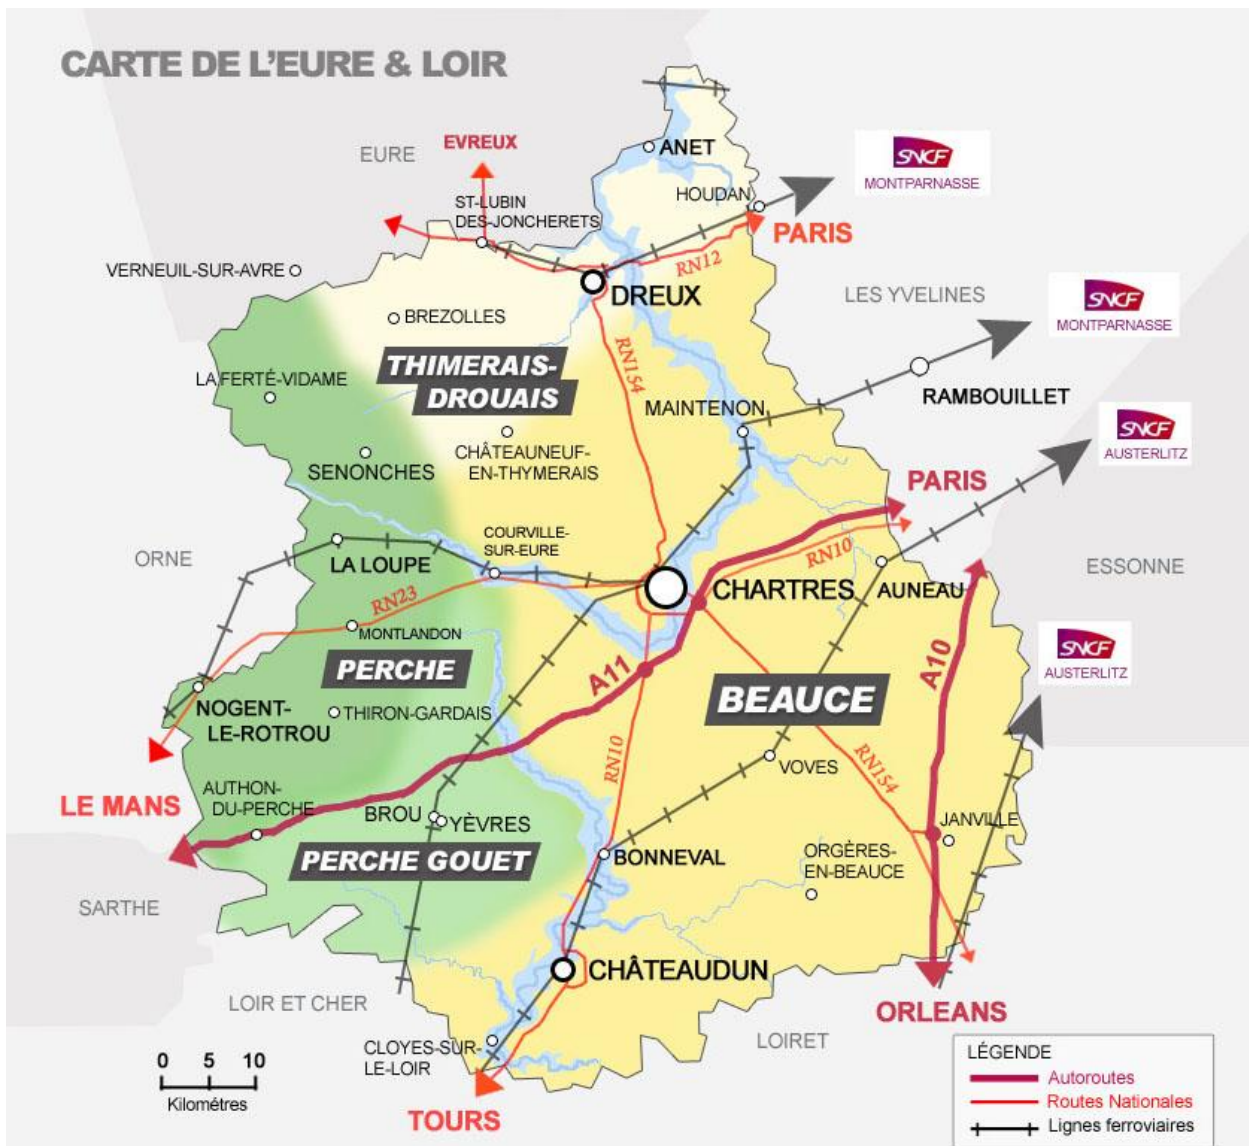 CARTE DE L'EURE & LOIR
EURE
EVREUX
ST-LUBIN
DES-JONCHERETS
ANET
HOUDAN
SNCF
MONTPARNASSE
PARIS
VERNEUIL-SUR-AVRE
RN12
DREUX
LES YVELINES
SNCF
MONTPARNASSE
BREZOLLES
THIMERAIS-
DROUAIS
RN154
LA FERTÉ-VIDAME
MAINTENON
RAMBOUILLET
SNCF
AUSTERLITZ
SENONCHES
CHÂTEAUNEUF-
EN-THYMERAIS
PARIS
ORNE
LA LOUPE
COURVILLE-
SUR-EURE
RN10
ESSONNE
RN23
CHARTRES
AUNEAU
MONTLANDON
PERCHE
A11
A10
SNCF
AUSTERLITZ
BEAUCE
NOGENT-
LE-ROTROU
THIRON-GARDAIS
RN10
VOVES
RN154
LE MANS
AUTHON-
DU-PERCHE
BROU
YÈVRES
JANVILLE
PERCHE GOUET
BONNEVAL
ORGÈRES-
EN-BEAUCE
SARTHE
CHÂTEAUDUN
LOIR ET CHER
ORLEANS
LOIRET
CLOYES-SUR-
LE-LOIR
0 5 10
Kilométres
TOURS
LÉGENDE
Autoroutes
Routes Nationales
Lignes ferroviaires